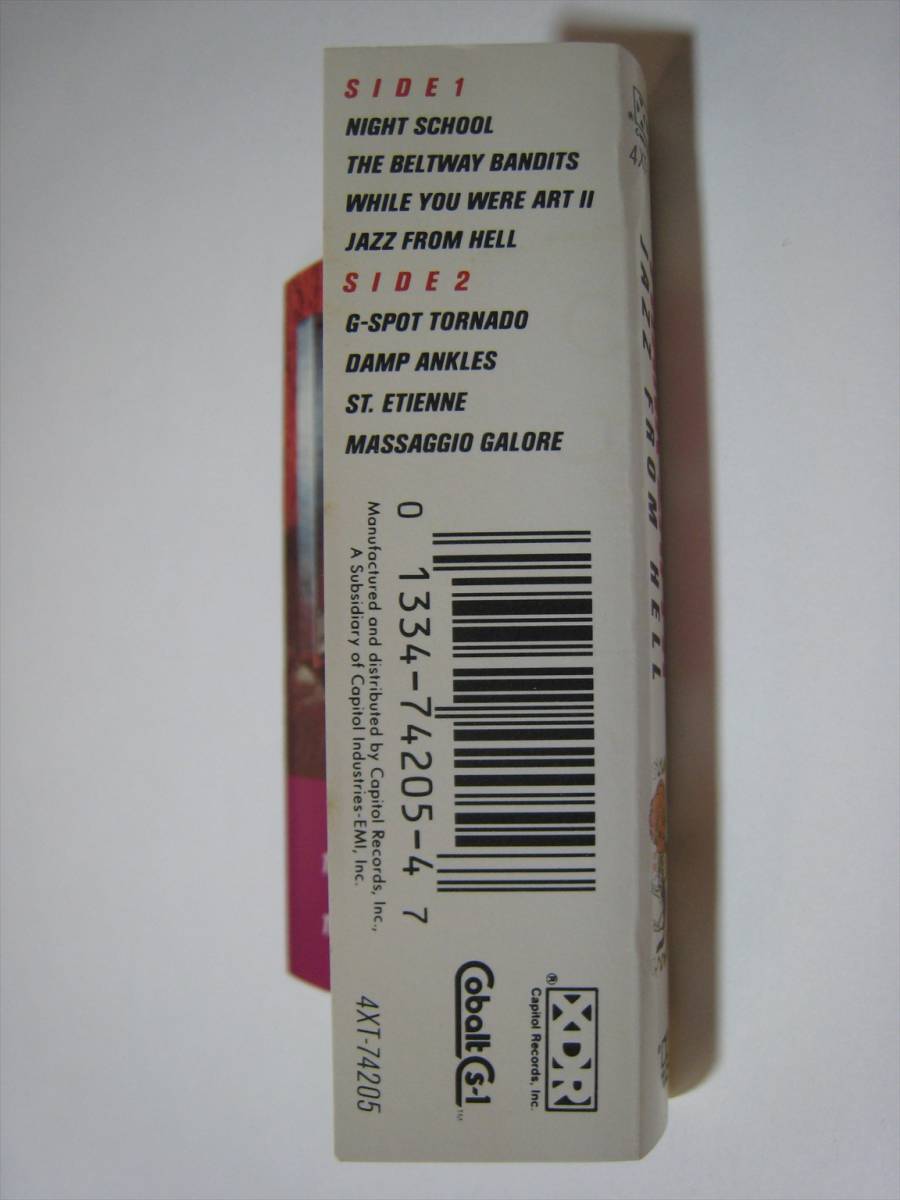 SIDE 1
NIGHT SCHOOL
THE BELTWAY BANDITS
WHILE YOU WERE ART II
JAZZ FROM HELL
SIDE 2
G-SPOT TORNADO
DAMP ANKLES
ST. ETIENNE
MASSAGGIO GALORE
0 1334-74205-4 7
Manufactured and distributed by Capitol Records, Inc.,
A Subsidiary of Capitol Industries-EMI, Inc.
XDR®
Capitol Records, Inc.
Cobalt Cs-1™
4XT-74205
JAZZ FROM HELL